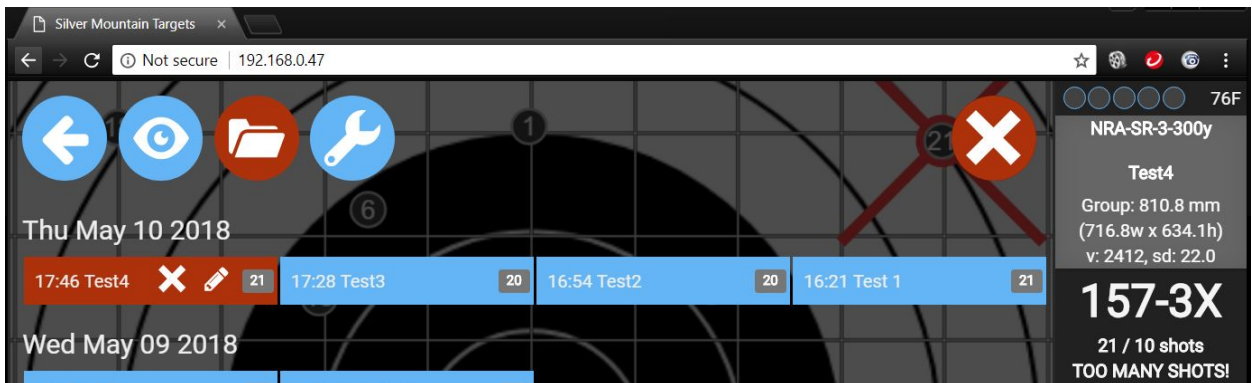 Silver Mountain Targets
Not secure | 192.168.0.47
76F
NRA-SR-3-300y
Test4
Group: 810.8 mm
(716.8w x 634.1h)
v: 2412, sd: 22.0
157-3X
21 / 10 shots
TOO MANY SHOTS!
1
21
6
Thu May 10 2018
17:46 Test4 21
17:28 Test3 20
16:54 Test2 20
16:21 Test 1 21
Wed May 09 2018